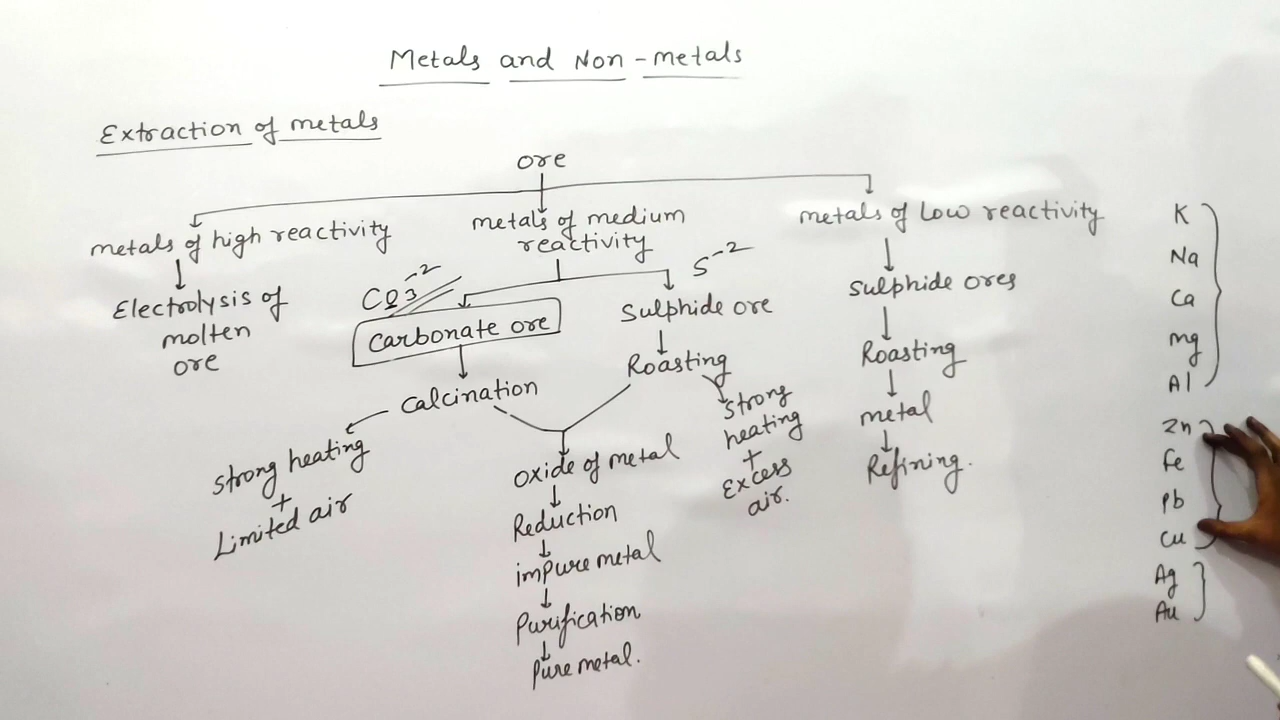 Metals and Non-metals
Extraction of metals
ore
metals of high reactivity
Electrolysis of
molten
ore
metals of medium
reactivity
CO3-2
Carbonate ore
Calcination
strong heating
+
Limited air
S-2
Sulphide ore
Roasting
strong
heating
+
Excess
air.
oxide of metal
Reduction
impure metal
Purification
Pure metal.
metals of Low reactivity
Sulphide ores
Roasting
metal
Refining.
K
Na
Ca
mg
Al
Zn
Fe
Pb
Cu
Ag
Au